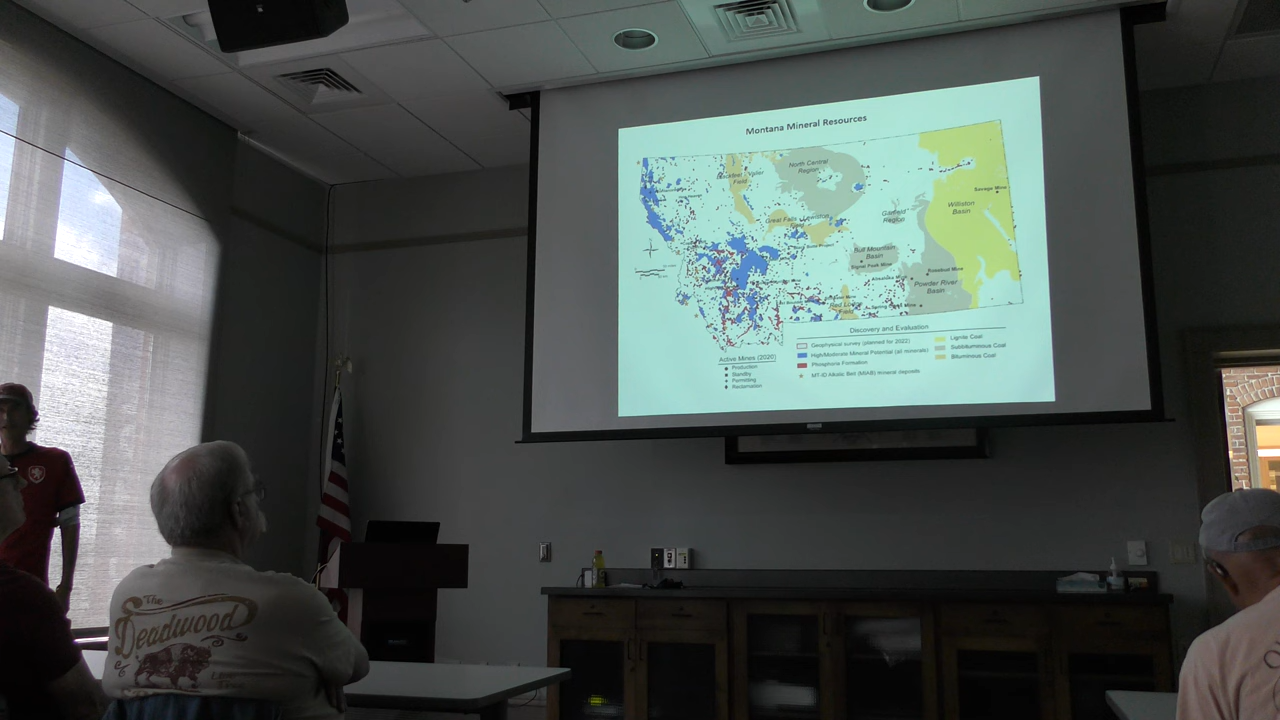 Montana Mineral Resources
North Central
Region
Field
Great Falls - Lewistown
Garfield
Region
Williston
Basin
Savage Mine
Bull Mountain
Basin
Signal Peak Mine
Rosebud Mine
Powder River
Basin
Red Lodge
Field
Discovery and Evaluation
Geophysical survey (planned for 2022)
High/Moderate Mineral Potential (all minerals)
Phosphoria Formation
MT-ID Alkalic Belt (MIAB) mineral deposits
Lignite Coal
Subbituminous Coal
Bituminous Coal
Active Mines (2020)
Production
Standby
Permitting
Reclamation
The
Deadwood